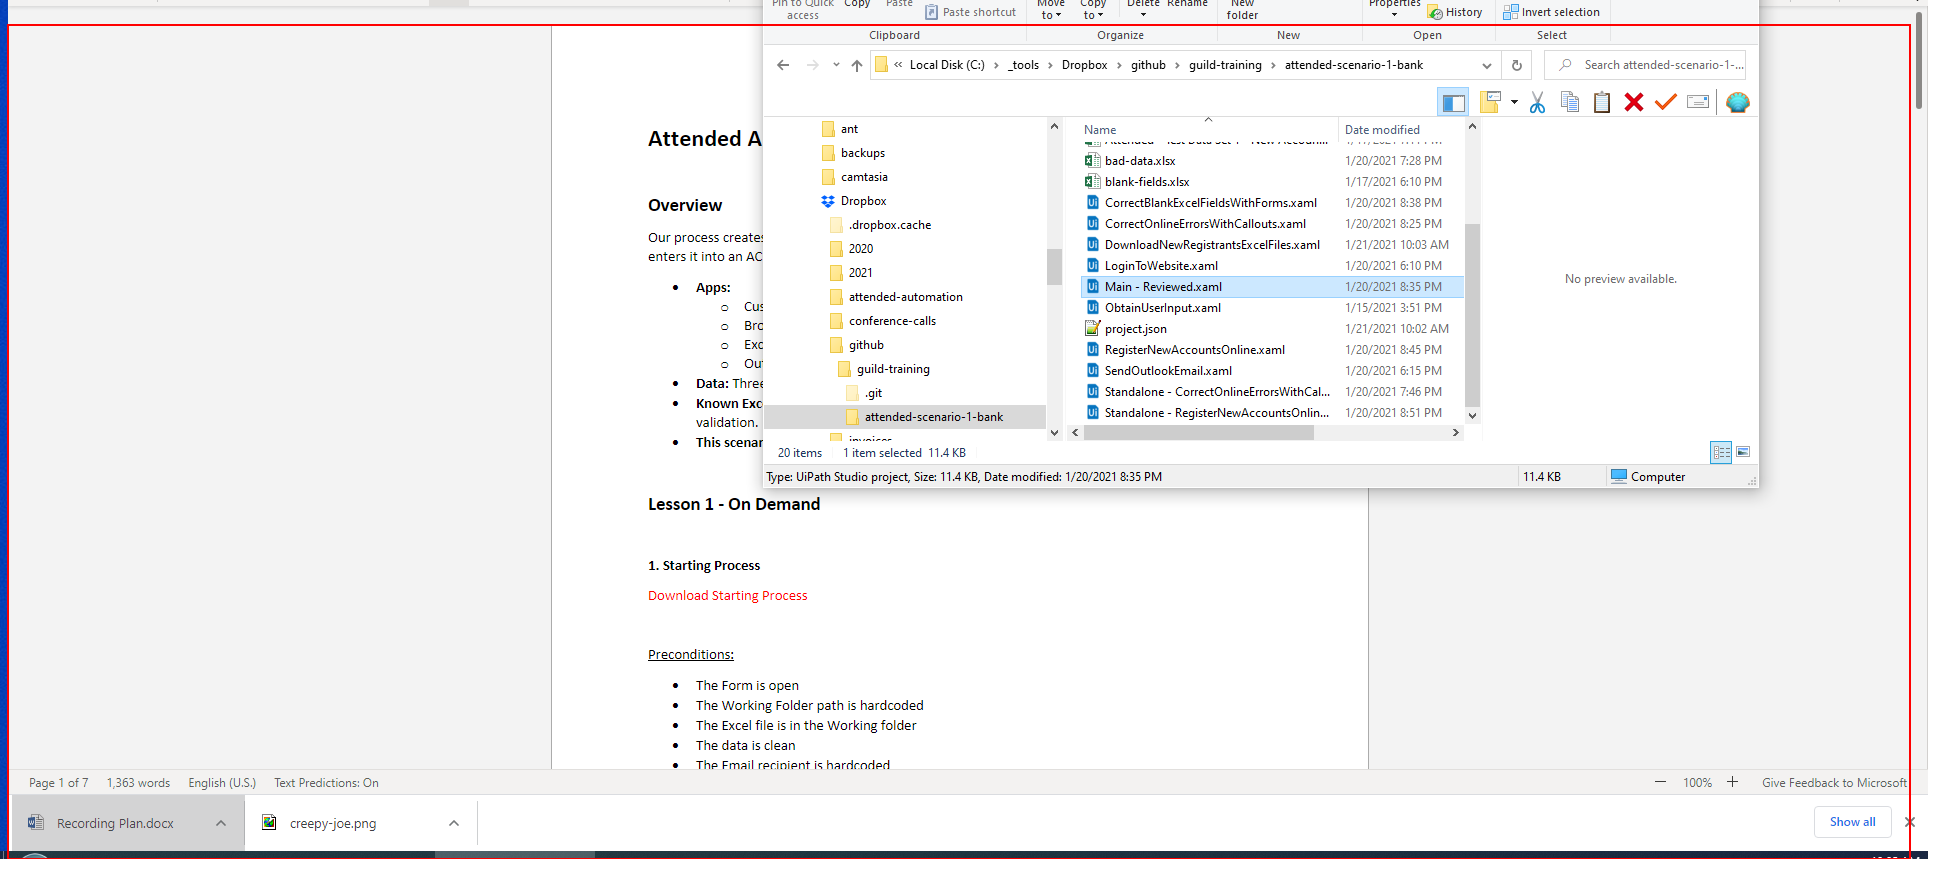 Pin to Quick
access
Copy
Paste
Paste shortcut
Move
to
Copy
to
Delete
Rename
New
folder
Properties
History
Invert selection
Clipboard
Organize
New
Open
Select
« Local Disk (C:) > _tools > Dropbox > github > guild-training > attended-scenario-1-bank
Search attended-scenario-1-...
ant
backups
camtasia
Dropbox
.dropbox.cache
2020
2021
attended-automation
conference-calls
github
guild-training
.git
attended-scenario-1-bank
invoices
Name Date modified
bad-data.xlsx 1/20/2021 7:28 PM
blank-fields.xlsx 1/17/2021 6:10 PM
CorrectBlankExcelFieldsWithForms.xaml 1/20/2021 8:38 PM
CorrectOnlineErrorsWithCallouts.xaml 1/20/2021 8:25 PM
DownloadNewRegistrantsExcelFiles.xaml 1/21/2021 10:03 AM
LoginToWebsite.xaml 1/20/2021 6:10 PM
Main - Reviewed.xaml 1/20/2021 8:35 PM
ObtainUserInput.xaml 1/15/2021 3:51 PM
project.json 1/21/2021 10:02 AM
RegisterNewAccountsOnline.xaml 1/20/2021 8:45 PM
SendOutlookEmail.xaml 1/20/2021 6:15 PM
Standalone - CorrectOnlineErrorsWithCal... 1/20/2021 7:46 PM
Standalone - RegisterNewAccountsOnlin... 1/20/2021 8:51 PM
No preview available.
20 items 1 item selected 11.4 KB
Type: UiPath Studio project, Size: 11.4 KB, Date modified: 1/20/2021 8:35 PM
11.4 KB
Computer
Attended A
Overview
Our process creates
enters it into an AC
• Apps:
o Cus
o Bro
o Exc
o Ou
• Data: Three
• Known Exc
validation.
• This scenar
Lesson 1 - On Demand
1. Starting Process
Download Starting Process
Preconditions:
• The Form is open
• The Working Folder path is hardcoded
• The Excel file is in the Working folder
• The data is clean
• The Email recipient is hardcoded
Page 1 of 7 1,363 words English (U.S.) Text Predictions: On
100%
Give Feedback to Microsoft
Recording Plan.docx
creepy-joe.png
Show all